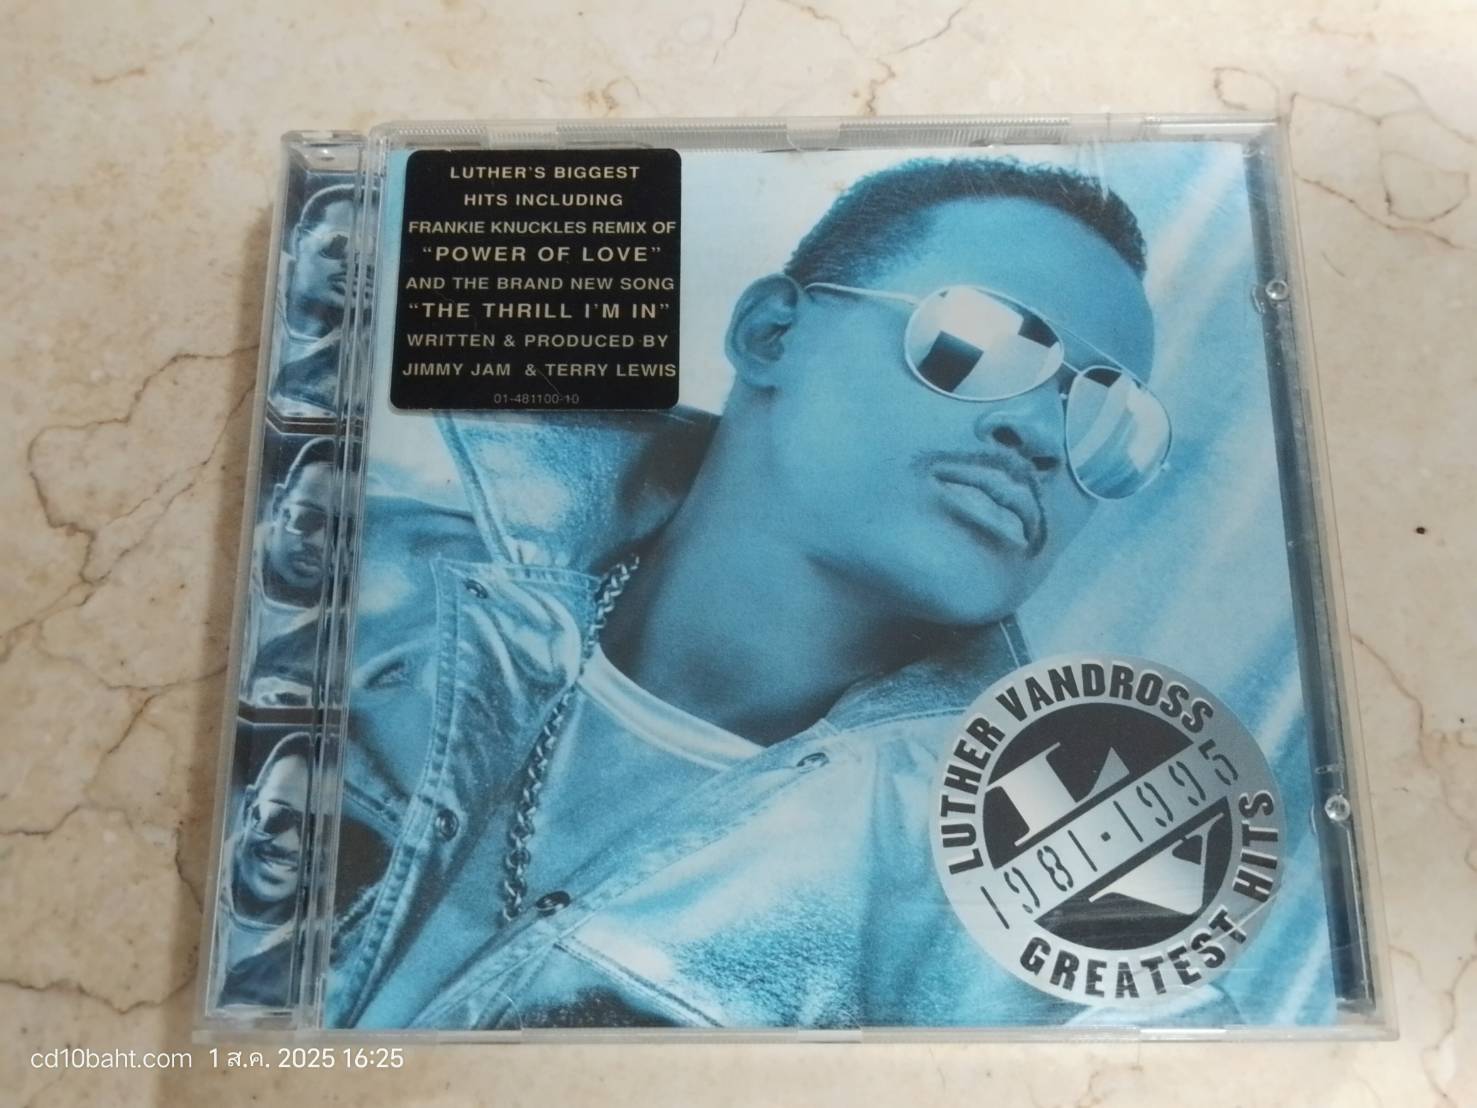 LUTHER'S BIGGEST
HITS INCLUDING
FRANKIE KNUCKLES REMIX OF
“POWER OF LOVE”
AND THE BRAND NEW SONG
“THE THRILL I'M IN”
WRITTEN & PRODUCED BY
JIMMY JAM & TERRY LEWIS
01-481100-10
LUTHER VANDROSS
LV
1981·1995
GREATEST HITS
cd10baht.com 1 ส.ค. 2025 16:25